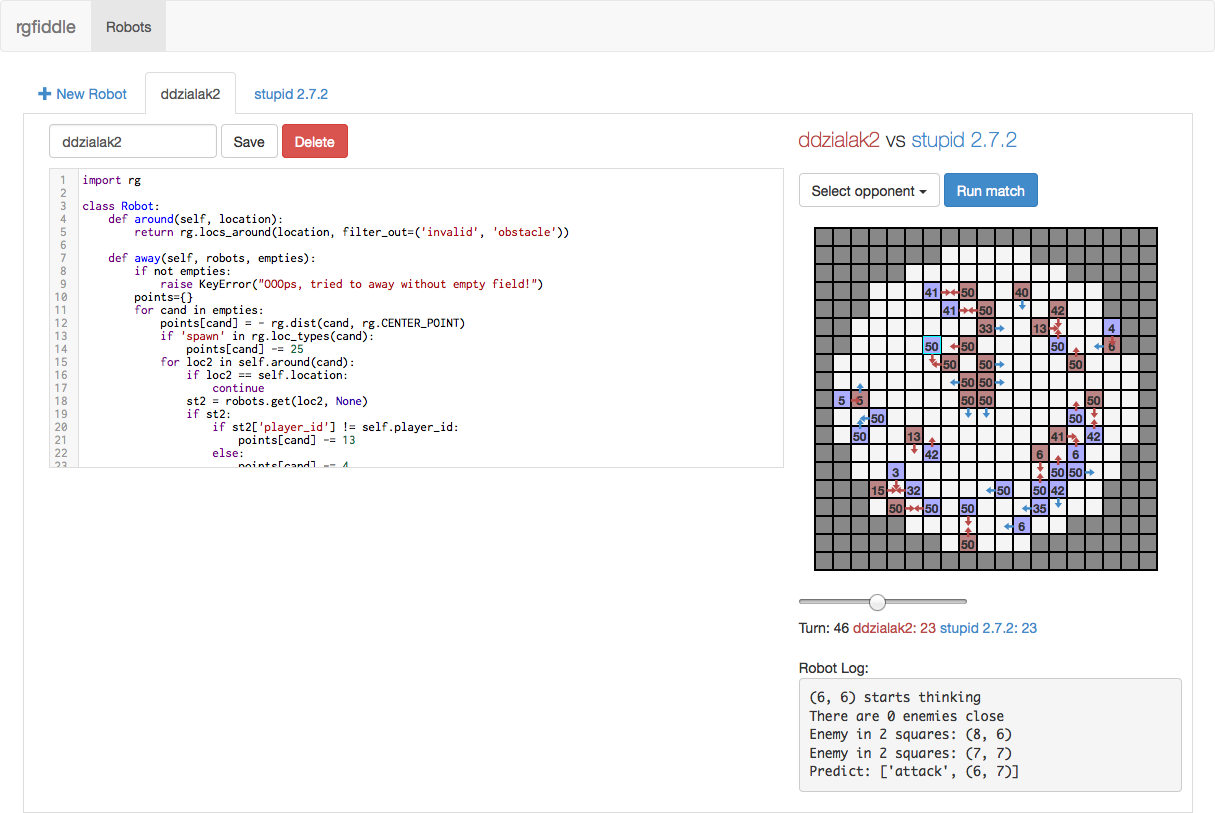 rgfiddle Robots
New Robot ddzialak2 stupid 2.7.2
ddzialak2 Save Delete
1 import rg
2
3 class Robot:
4 def around(self, location):
5 return rg.locs_around(location, filter_out=('invalid', 'obstacle'))
6
7 def away(self, robots, empties):
8 if not empties:
9 raise KeyError("OOOps, tried to away without empty field!")
10 points={}
11 for cand in empties:
12 points[cand] = - rg.dist(cand, rg.CENTER_POINT)
13 if 'spawn' in rg.loc_types(cand):
14 points[cand] -= 25
15 for loc2 in self.around(cand):
16 if loc2 == self.location:
17 continue
18 st2 = robots.get(loc2, None)
19 if st2:
20 if st2['player_id'] != self.player_id:
21 points[cand] -= 13
22 else:
23 points[cand] -= 4
ddzialak2 vs stupid 2.7.2
Select opponent Run match
41 50 40
41 50 42
33 13 4
50 50 50 6
50 50 50
50 50
5 5 50 50 50
50 50
50 13 41 42
42 6 6
3 50 50
15 32 50 50 42
50 50 50 35
6
50
Turn: 46 ddzialak2: 23 stupid 2.7.2: 23
Robot Log:
(6, 6) starts thinking
There are 0 enemies close
Enemy in 2 squares: (8, 6)
Enemy in 2 squares: (7, 7)
Predict: ['attack', (6, 7)]